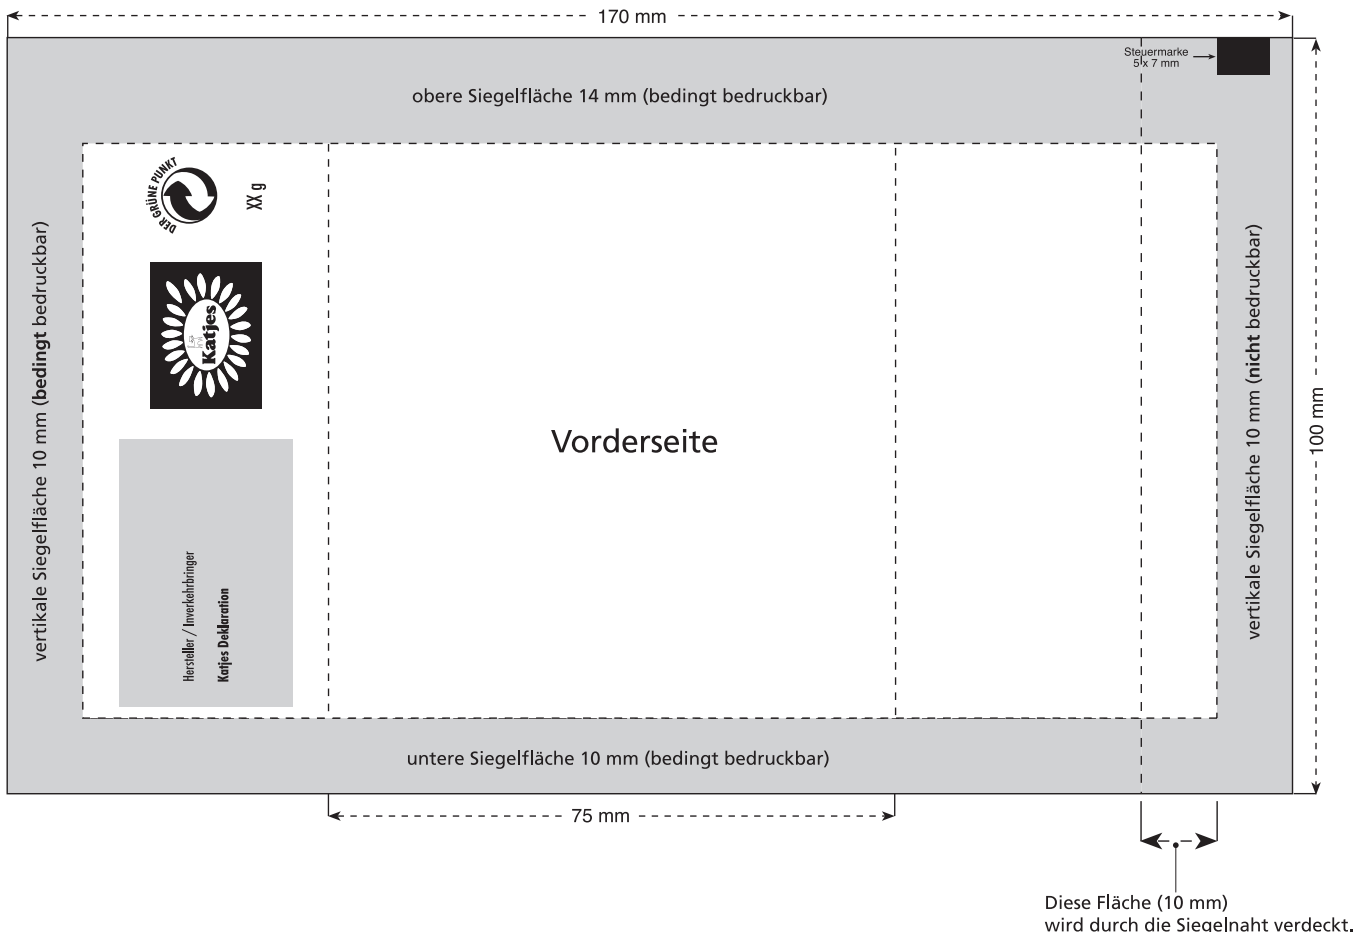 170 mm
Steuermarke
5 x 7 mm
obere Siegelfläche 14 mm (bedingt bedruckbar)
vertikale Siegelfläche 10 mm (bedingt bedruckbar)
DER GRÜNE PUNKT
XX g
Katjes
Hersteller / Inverkehrbringer
Katjes Deklaration
Vorderseite
vertikale Siegelfläche 10 mm (nicht bedruckbar)
100 mm
untere Siegelfläche 10 mm (bedingt bedruckbar)
75 mm
Diese Fläche (10 mm)
wird durch die Siegelnaht verdeckt.